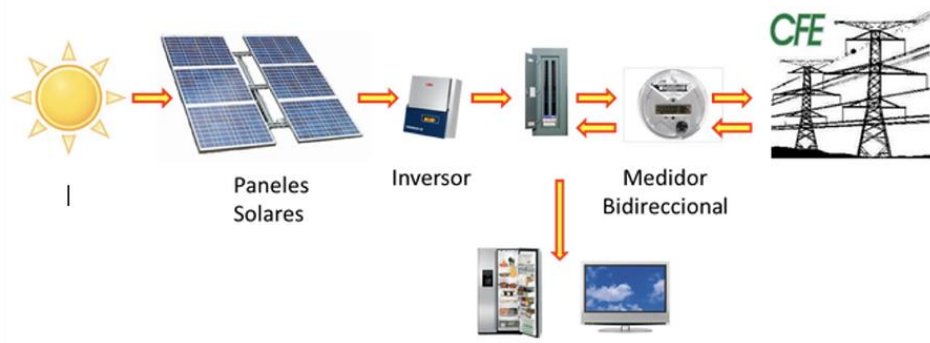 CFE
Paneles
Solares
Inversor
Medidor
Bidireccional